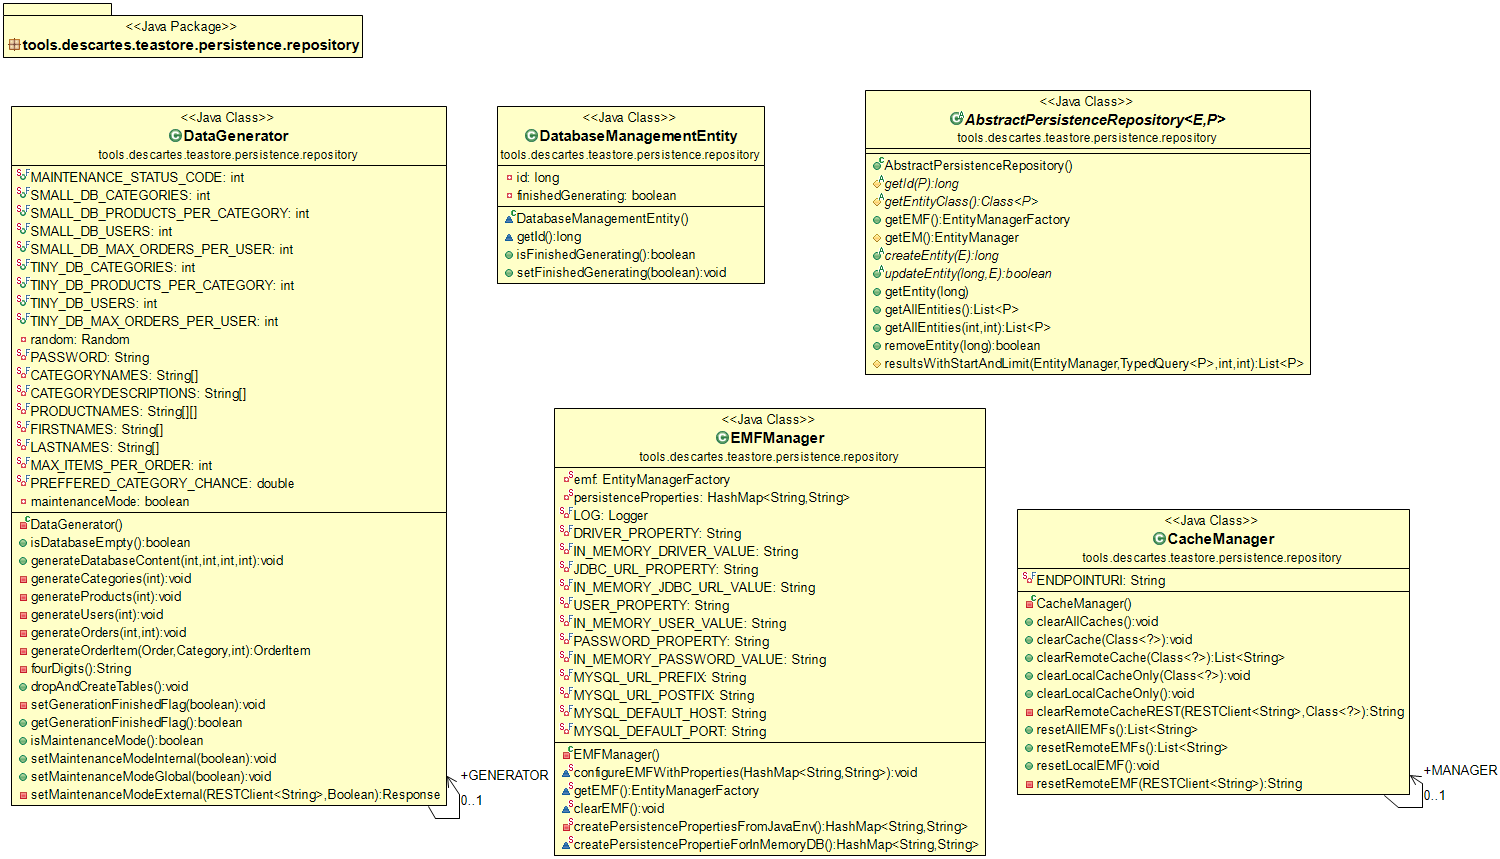 <<Java Package>>
tools.descartes.teastore.persistence.repository
<<Java Class>>
DataGenerator
tools.descartes.teastore.persistence.repository
MAINTENANCE_STATUS_CODE: int
SMALL_DB_CATEGORIES: int
SMALL_DB_PRODUCTS_PER_CATEGORY: int
SMALL_DB_USERS: int
SMALL_DB_MAX_ORDERS_PER_USER: int
TINY_DB_CATEGORIES: int
TINY_DB_PRODUCTS_PER_CATEGORY: int
TINY_DB_USERS: int
TINY_DB_MAX_ORDERS_PER_USER: int
random: Random
PASSWORD: String
CATEGORYNAMES: String[]
CATEGORYDESCRIPTIONS: String[]
PRODUCTNAMES: String[][]
FIRSTNAMES: String[]
LASTNAMES: String[]
MAX_ITEMS_PER_ORDER: int
PREFFERED_CATEGORY_CHANCE: double
maintenanceMode: boolean
DataGenerator()
isDatabaseEmpty():boolean
generateDatabaseContent(int,int,int,int):void
generateCategories(int):void
generateProducts(int):void
generateUsers(int):void
generateOrders(int,int):void
generateOrderItem(Order,Category,int):OrderItem
fourDigits():String
dropAndCreateTables():void
setGenerationFinishedFlag(boolean):void
getGenerationFinishedFlag():boolean
isMaintenanceMode():boolean
setMaintenanceModeInternal(boolean):void
setMaintenanceModeGlobal(boolean):void
setMaintenanceModeExternal(RESTClient<String>,Boolean):Response
+GENERATOR
0..1
<<Java Class>>
DatabaseManagementEntity
tools.descartes.teastore.persistence.repository
id: long
finishedGenerating: boolean
DatabaseManagementEntity()
getId():long
isFinishedGenerating():boolean
setFinishedGenerating(boolean):void
<<Java Class>>
AbstractPersistenceRepository<E,P>
tools.descartes.teastore.persistence.repository
AbstractPersistenceRepository()
getId(P):long
getEntityClass():Class<P>
getEMF():EntityManagerFactory
getEM():EntityManager
createEntity(E):long
updateEntity(long,E):boolean
getEntity(long)
getAllEntities():List<P>
getAllEntities(int,int):List<P>
removeEntity(long):boolean
resultsWithStartAndLimit(EntityManager,TypedQuery<P>,int,int):List<P>
<<Java Class>>
EMFManager
tools.descartes.teastore.persistence.repository
emf: EntityManagerFactory
persistenceProperties: HashMap<String,String>
LOG: Logger
DRIVER_PROPERTY: String
IN_MEMORY_DRIVER_VALUE: String
JDBC_URL_PROPERTY: String
IN_MEMORY_JDBC_URL_VALUE: String
USER_PROPERTY: String
IN_MEMORY_USER_VALUE: String
PASSWORD_PROPERTY: String
IN_MEMORY_PASSWORD_VALUE: String
MYSQL_URL_PREFIX: String
MYSQL_URL_POSTFIX: String
MYSQL_DEFAULT_HOST: String
MYSQL_DEFAULT_PORT: String
EMFManager()
configureEMFWithProperties(HashMap<String,String>):void
getEMF():EntityManagerFactory
clearEMF():void
createPersistencePropertiesFromJavaEnv():HashMap<String,String>
createPersistencePropertieForInMemoryDB():HashMap<String,String>
<<Java Class>>
CacheManager
tools.descartes.teastore.persistence.repository
ENDPOINTURI: String
CacheManager()
clearAllCaches():void
clearCache(Class<?>):void
clearRemoteCache(Class<?>):List<String>
clearLocalCacheOnly(Class<?>):void
clearLocalCacheOnly():void
clearRemoteCacheREST(RESTClient<String>,Class<?>):String
resetAllEMFs():List<String>
resetRemoteEMFs():List<String>
resetLocalEMF():void
resetRemoteEMF(RESTClient<String>):String
+MANAGER
0..1